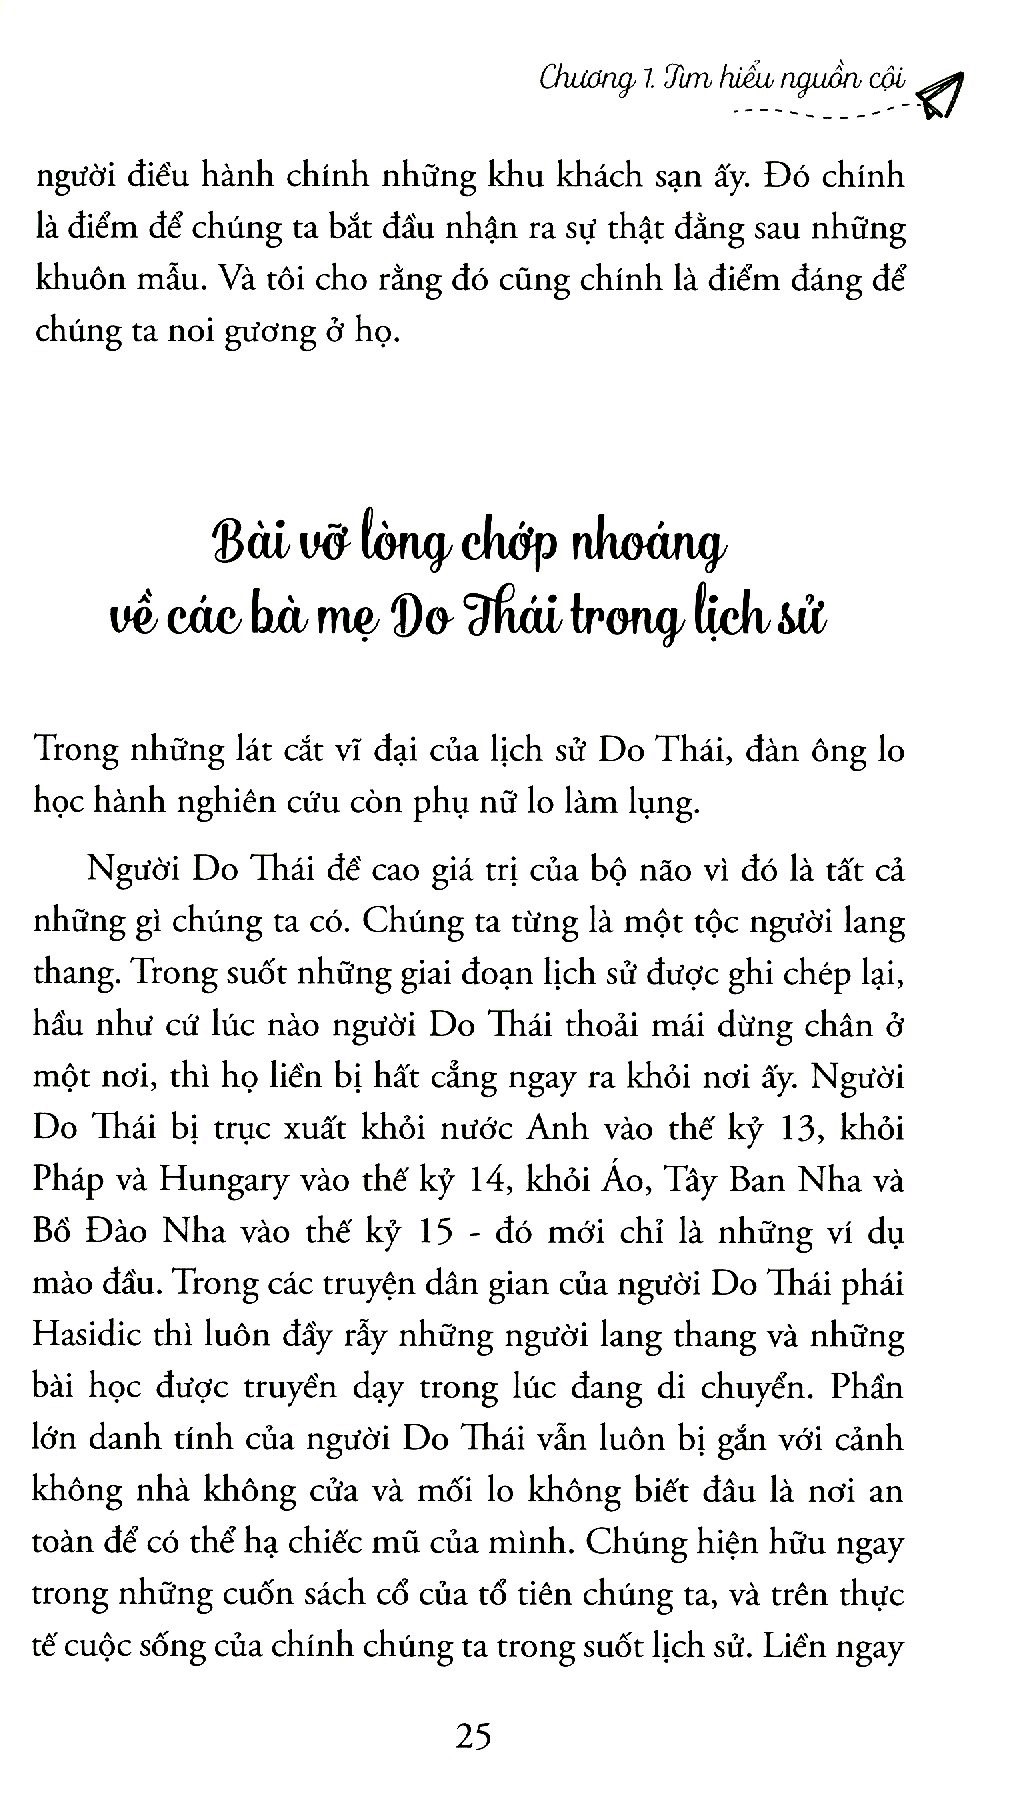 Chương 1. Tìm hiểu nguồn cội
người điều hành chính những khu khách sạn ấy. Đó chính
là điểm để chúng ta bắt đầu nhận ra sự thật đằng sau những
khuôn mẫu. Và tôi cho rằng đó cũng chính là điểm đáng để
chúng ta noi gương ở họ.
Bài vỡ lòng chớp nhoáng
về các bà mẹ Do Thái trong lịch sử
Trong những lát cắt vĩ đại của lịch sử Do Thái, đàn ông lo
học hành nghiên cứu còn phụ nữ lo làm lụng.
Người Do Thái đề cao giá trị của bộ não vì đó là tất cả
những gì chúng ta có. Chúng ta từng là một tộc người lang
thang. Trong suốt những giai đoạn lịch sử được ghi chép lại,
hầu như cứ lúc nào người Do Thái thoải mái dừng chân ở
một nơi, thì họ liền bị hất cẳng ngay ra khỏi nơi ấy. Người
Do Thái bị trục xuất khỏi nước Anh vào thế kỷ 13, khỏi
Pháp và Hungary vào thế kỷ 14, khỏi Áo, Tây Ban Nha và
Bồ Đào Nha vào thế kỷ 15 - đó mới chỉ là những ví dụ
mào đầu. Trong các truyện dân gian của người Do Thái phái
Hasidic thì luôn đầy rẫy những người lang thang và những
bài học được truyền dạy trong lúc đang di chuyển. Phần
lớn danh tính của người Do Thái vẫn luôn bị gắn với cảnh
không nhà không cửa và mối lo không biết đâu là nơi an
toàn để có thể hạ chiếc mũ của mình. Chúng hiện hữu ngay
trong những cuốn sách cổ của tổ tiên chúng ta, và trên thực
tế cuộc sống của chính chúng ta trong suốt lịch sử. Liền ngay
25